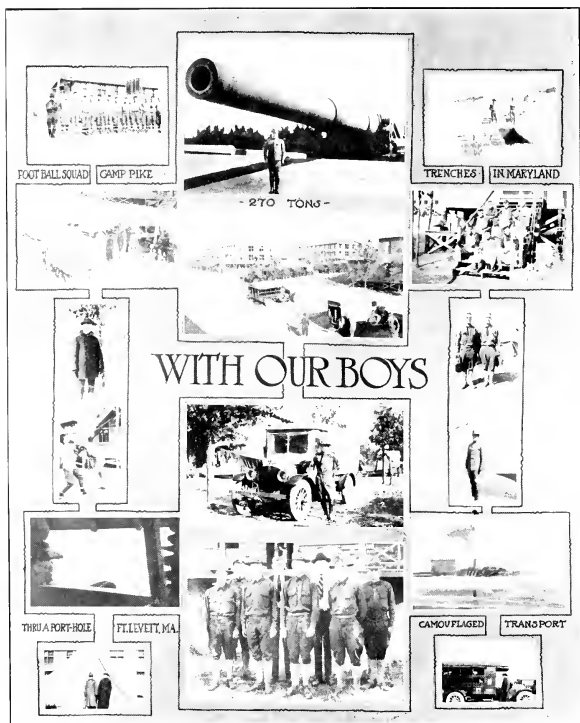 FOOT BALL SQUAD CAMP PIKE
- 270 TONS -
TRENCHES IN MARYLAND
WITH OUR BOYS
THRU A PORT-HOLE
FT. LEVETT, MA.
CAMOUFLAGED TRANSPORT